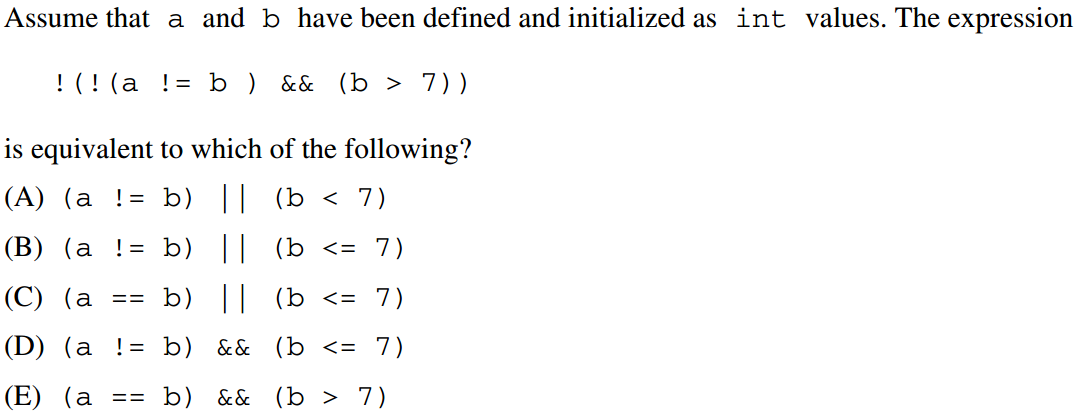 Assume that a and b have been defined and initialized as int values. The expression
!(!(a != b ) && (b > 7))
is equivalent to which of the following?
(A) (a != b) || (b < 7)
(B) (a != b) || (b <= 7)
(C) (a == b) || (b <= 7)
(D) (a != b) && (b <= 7)
(E) (a == b) && (b > 7)